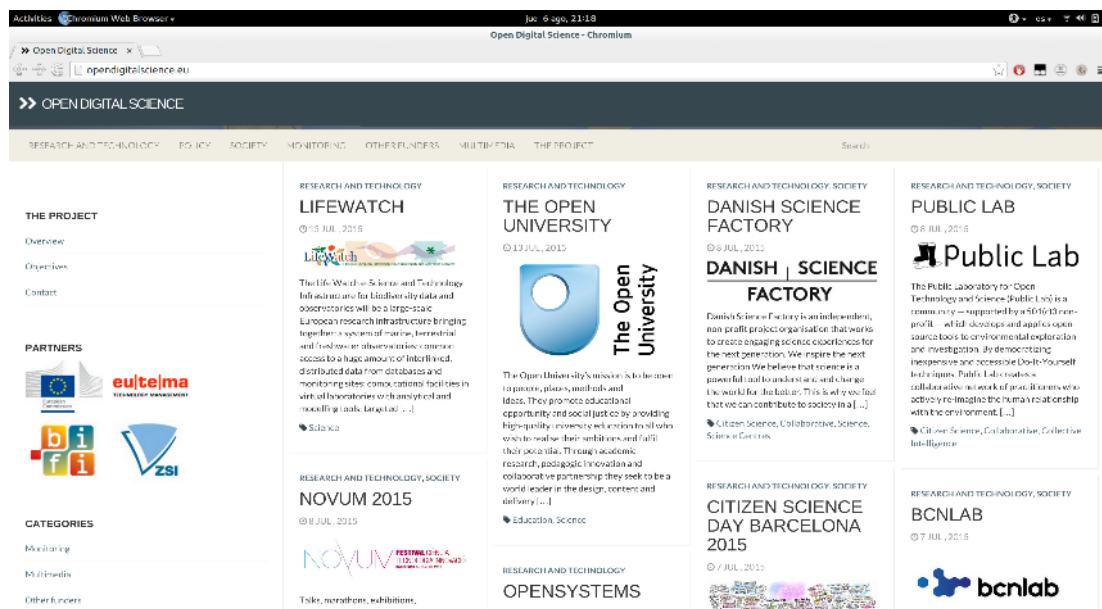 Activities Chromium Web Browser
jue 6 ago, 21:18
es
Open Digital Science - Chromium
Open Digital Science
opendigitalscience.eu
OPEN DIGITAL SCIENCE
RESEARCH AND TECHNOLOGY POLICY SOCIETY MONITORING OTHER FUNDERS MULTIMEDIA THE PROJECT Search
THE PROJECT
Overview
Objectives
Contact
PARTNERS
European
Commission
eu|te|ma
TECHNOLOGY MANAGEMENT
bifi
ZSI
CATEGORIES
Monitoring
Multimedia
Other funders
RESEARCH AND TECHNOLOGY
LIFEWATCH
15 JUL, 2015
LifeWatch
The Life Watch e-Science and Technology
Infrastructure for biodiversity data and
observatories will be a large-scale
European research infrastructure bringing
together: a system of marine, terrestrial
and freshwater observatories; common
access to a huge amount of interlinked,
distributed data from databases and
monitoring sites; computational facilities in
virtual laboratories with analytical and
modelling tools; targeted [...]
Science
RESEARCH AND TECHNOLOGY, SOCIETY
NOVUM 2015
8 JUL, 2015
NOVUM
Talks, marathons, exhibitions,
RESEARCH AND TECHNOLOGY
THE OPEN
UNIVERSITY
13 JUL, 2015
The Open
University
The Open University's mission is to be open
to people, places, methods and
ideas. They promote educational
opportunity and social justice by providing
high-quality university education to all who
wish to realise their ambitions and fulfil
their potential. Through academic
research, pedagogic innovation and
collaborative partnership they seek to be a
world leader in the design, content and
delivery [...]
Education, Science
RESEARCH AND TECHNOLOGY
OPENSYSTEMS
RESEARCH AND TECHNOLOGY, SOCIETY
DANISH SCIENCE
FACTORY
8 JUL, 2015
DANISH SCIENCE
FACTORY
Danish Science Factory is an independent,
non-profit project organisation that works
to create engaging science experiences for
the next generation. We inspire the next
generation We believe that science is a
powerful tool to understand and change
the world for the better. This is why we feel
that we can contribute to society in a [...]
Citizen Science, Collaborative, Science,
Science Centres
RESEARCH AND TECHNOLOGY, SOCIETY
CITIZEN SCIENCE
DAY BARCELONA
2015
7 JUL, 2015
RESEARCH AND TECHNOLOGY, SOCIETY
PUBLIC LAB
8 JUL, 2015
Public Lab
The Public Laboratory for Open
Technology and Science (Public Lab) is a
community — supported by a 501(c)3 non-
profit — which develops and applies open
source tools to environmental exploration
and investigation. By democratizing
inexpensive and accessible Do-It-Yourself
techniques, Public Lab creates a
collaborative network of practitioners who
actively re-imagine the human relationship
with the environment. [...]
Citizen Science, Collaborative, Collective
Intelligence
RESEARCH AND TECHNOLOGY, SOCIETY
BCNLAB
7 JUL, 2015
bcnlab